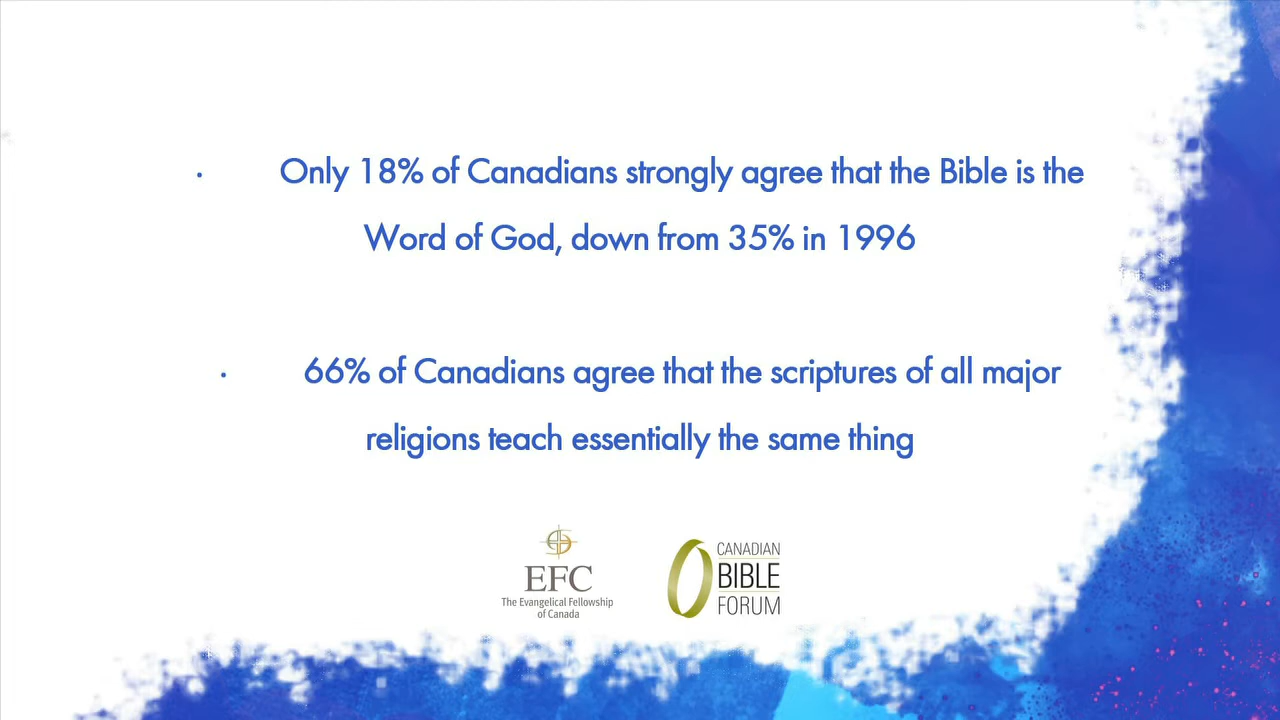 · Only 18% of Canadians strongly agree that the Bible is the
Word of God, down from 35% in 1996
· 66% of Canadians agree that the scriptures of all major
religions teach essentially the same thing
EFC
The Evangelical Fellowship
of Canada
CANADIAN
BIBLE
FORUM